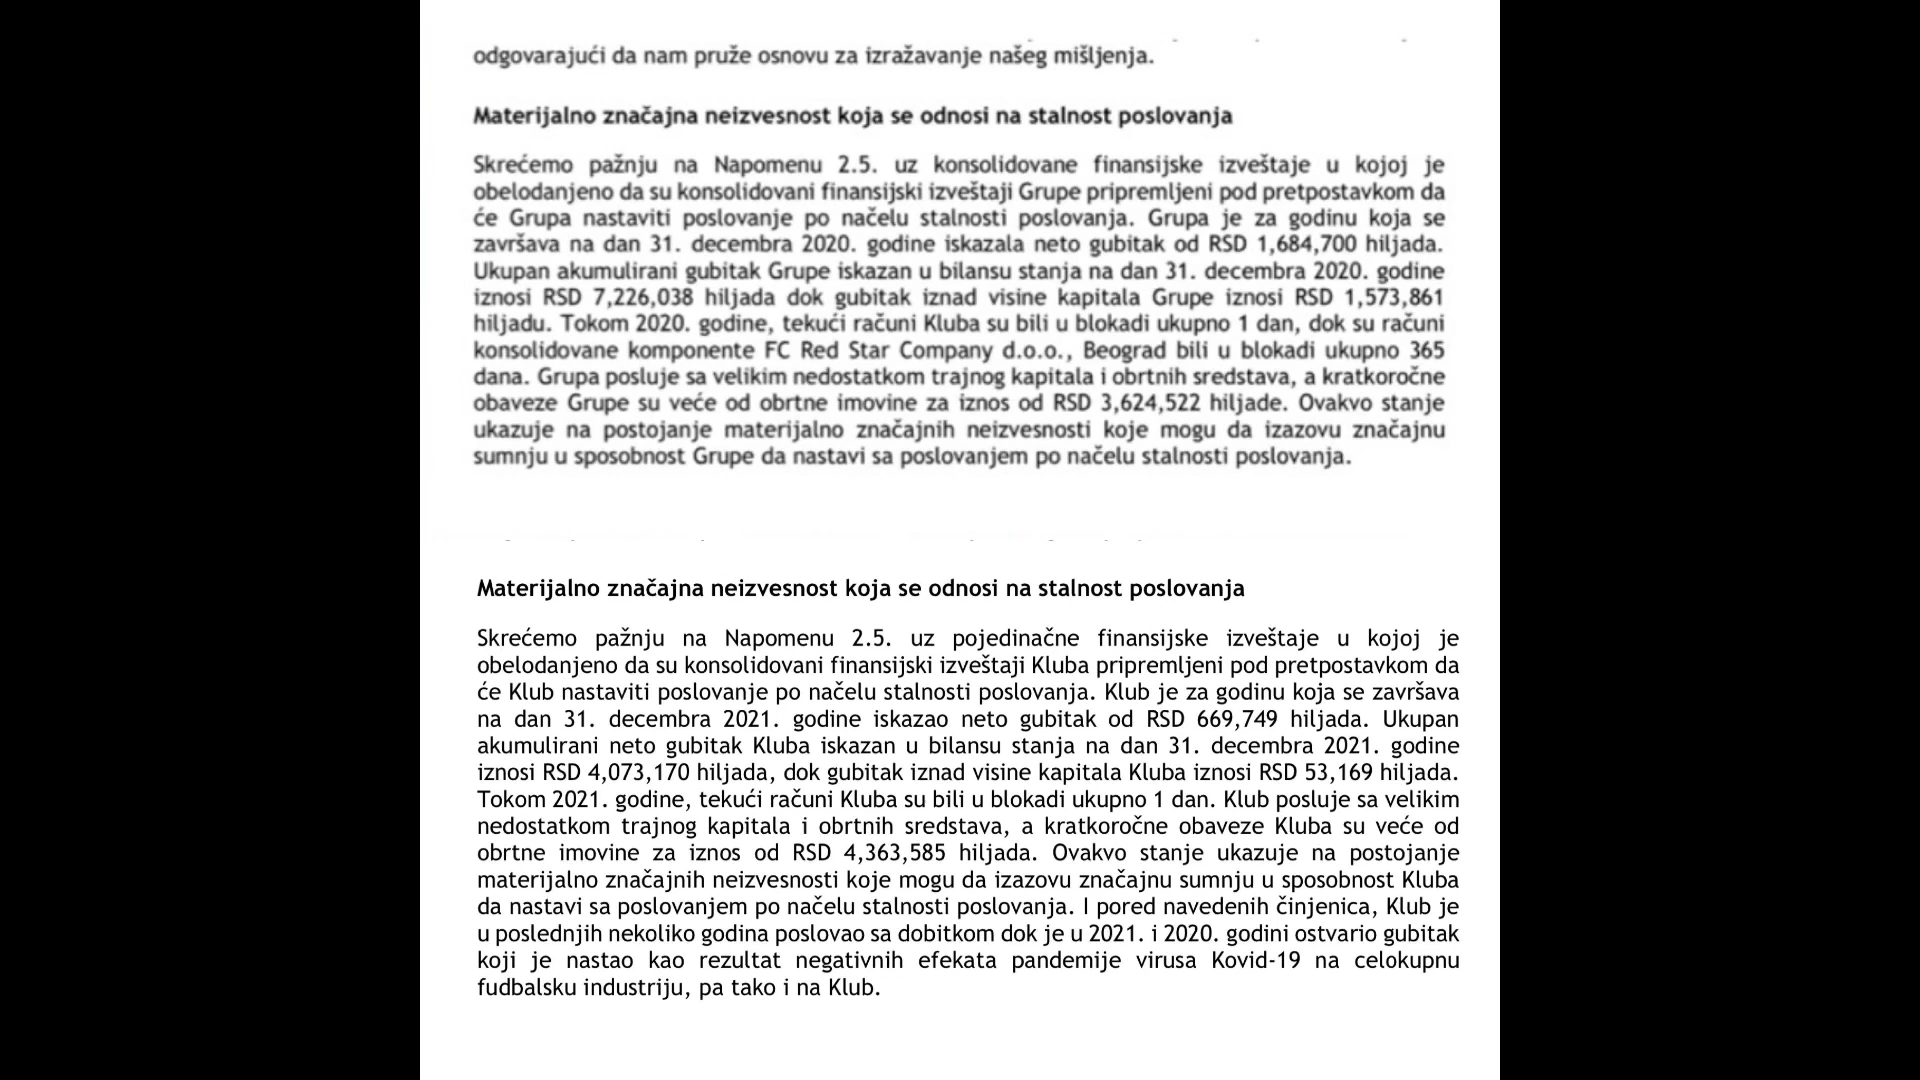 odgovarajući da nam pruže osnovu za izražavanje našeg mišljenja.
Materijalno značajna neizvesnost koja se odnosi na stalnost poslovanja
Skrećemo pažnju na Napomenu 2.5. uz konsolidovane finansijske izveštaje u kojoj je
obelodanjeno da su konsolidovani finansijski izveštaji Grupe pripremljeni pod pretpostavkom da
će Grupa nastaviti poslovanje po načelu stalnosti poslovanja. Grupa je za godinu koja se
završava na dan 31. decembra 2020. godine iskazala neto gubitak od RSD 1,684,700 hiljada.
Ukupan akumulirani gubitak Grupe iskazan u bilansu stanja na dan 31. decembra 2020. godine
iznosi RSD 7,226,038 hiljada dok gubitak iznad visine kapitala Grupe iznosi RSD 1,573,861
hiljadu. Tokom 2020. godine, tekući računi Kluba su bili u blokadi ukupno 1 dan, dok su računi
konsolidovane komponente FC Red Star Company d.o.o., Beograd bili u blokadi ukupno 365
dana. Grupa posluje sa velikim nedostatkom trajnog kapitala i obrtnih sredstava, a kratkoročne
obaveze Grupe su veće od obrtne imovine za iznos od RSD 3,624,522 hiljade. Ovakvo stanje
ukazuje na postojanje materijalno značajnih neizvesnosti koje mogu da izazovu značajnu
sumnju u sposobnost Grupe da nastavi sa poslovanjem po načelu stalnosti poslovanja.
Materijalno značajna neizvesnost koja se odnosi na stalnost poslovanja
Skrećemo pažnju na Napomenu 2.5. uz pojedinačne finansijske izveštaje u kojoj je
obelodanjeno da su konsolidovani finansijski izveštaji Kluba pripremljeni pod pretpostavkom da
će Klub nastaviti poslovanje po načelu stalnosti poslovanja. Klub je za godinu koja se završava
na dan 31. decembra 2021. godine iskazao neto gubitak od RSD 669,749 hiljada. Ukupan
akumulirani neto gubitak Kluba iskazan u bilansu stanja na dan 31. decembra 2021. godine
iznosi RSD 4,073,170 hiljada, dok gubitak iznad visine kapitala Kluba iznosi RSD 53,169 hiljada.
Tokom 2021. godine, tekući računi Kluba su bili u blokadi ukupno 1 dan. Klub posluje sa velikim
nedostatkom trajnog kapitala i obrtnih sredstava, a kratkoročne obaveze Kluba su veće od
obrtne imovine za iznos od RSD 4,363,585 hiljada. Ovakvo stanje ukazuje na postojanje
materijalno značajnih neizvesnosti koje mogu da izazovu značajnu sumnju u sposobnost Kluba
da nastavi sa poslovanjem po načelu stalnosti poslovanja. I pored navedenih činjenica, Klub je
u poslednjih nekoliko godina poslovao sa dobitkom dok je u 2021. i 2020. godini ostvario gubitak
koji je nastao kao rezultat negativnih efekata pandemije virusa Kovid-19 na celokupnu
fudbalsku industriju, pa tako i na Klub.